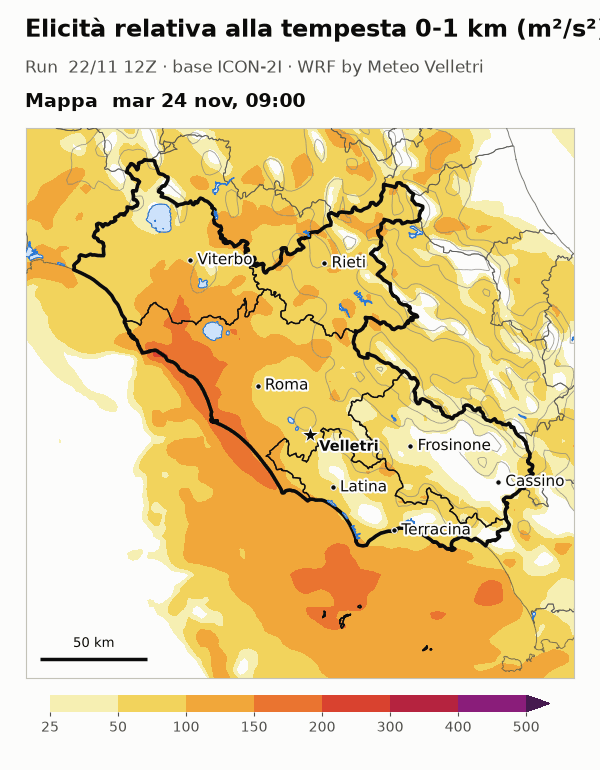 Elicità relativa alla tempesta 0-1 km (m²/s²)
Run  22/11 12Z · base ICON-2I · WRF by Meteo Velletri
Mappa  mar 24 nov, 09:00
Viterbo
Rieti
Roma
Velletri
Frosinone
Cassino
Latina
Terracina
50 km
25 50 100 150 200 300 400 500